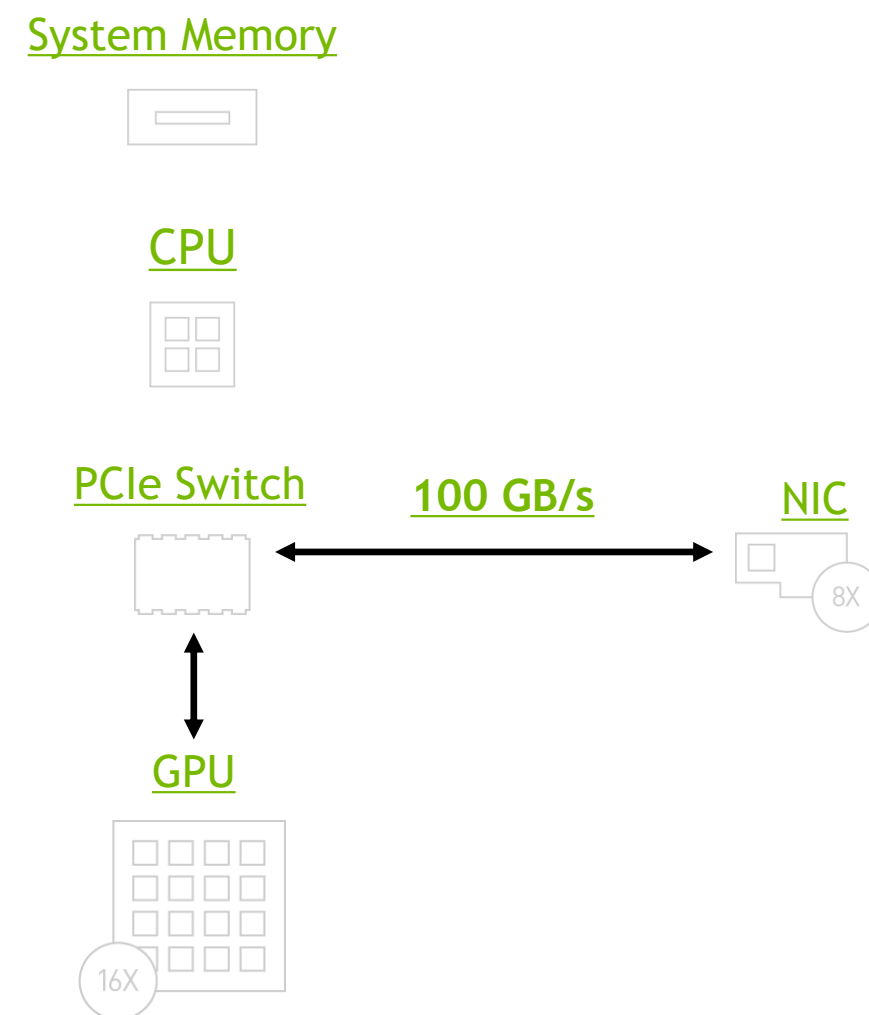 System Memory
CPU
PCIe Switch
100 GB/s
NIC
8X
GPU
16X